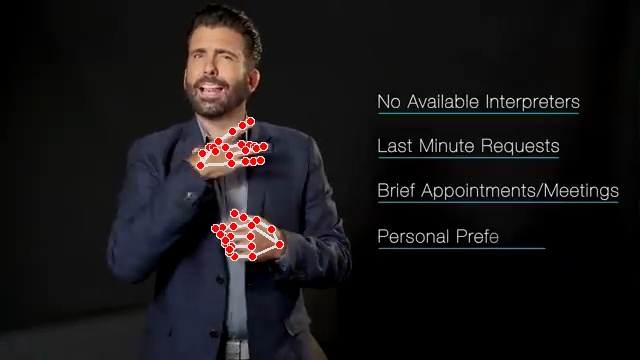 No Available Interpreters
Last Minute Requests
Brief Appointments/Meetings
Personal Prefe